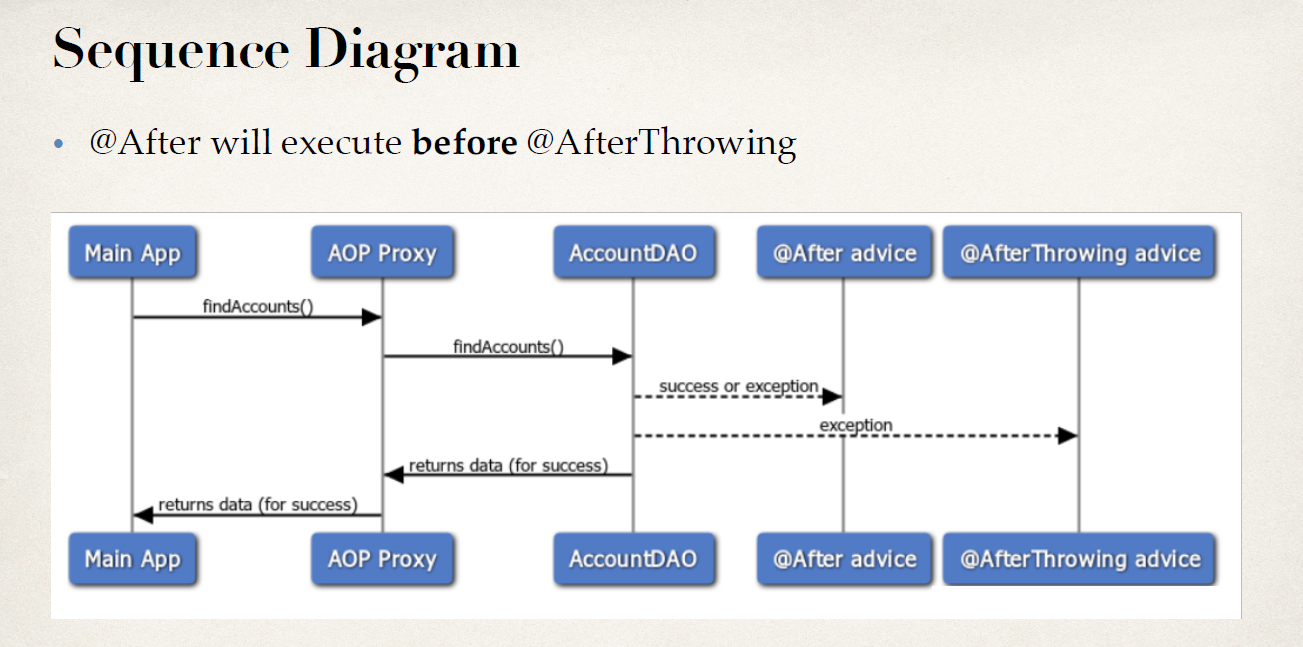 Sequence Diagram
• @After will execute before @AfterThrowing
Main App
AOP Proxy
AccountDAO
@After advice
@AfterThrowing advice
findAccounts()
findAccounts()
success or exception
exception
returns data (for success)
returns data (for success)
Main App
AOP Proxy
AccountDAO
@After advice
@AfterThrowing advice